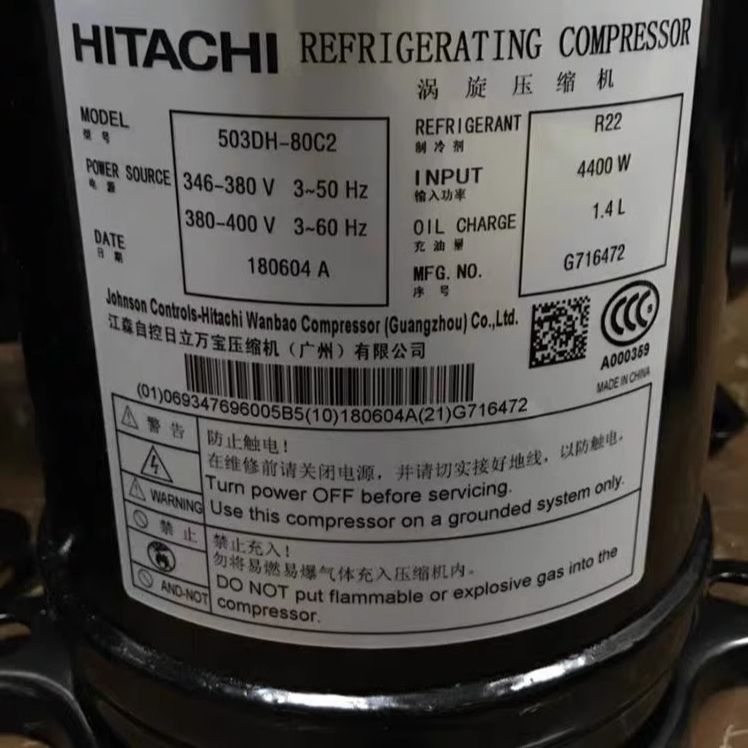 HITACHI REFRIGERATING COMPRESSOR
涡旋压缩机
MODEL 503DH-80C2
型号
POWER SOURCE 346-380 V 3~50 Hz
电源 380-400 V 3~60 Hz
DATE 180604 A
日期
REFRIGERANT R22
制冷剂
INPUT 4400 W
输入功率
OIL CHARGE 1.4 L
充油量
MFG. NO. G716472
序号
Johnson Controls-Hitachi Wanbao Compressor (Guangzhou) Co.,Ltd.
江森自控日立万宝压缩机（广州）有限公司
(01)069347696005B5(10)180604A(21)G716472
CCC
A000359
MADE IN CHINA
警告
WARNING
防止触电!
在维修前请关闭电源，并请切实接好地线，以防触电。
Turn power OFF before servicing.
Use this compressor on a grounded system only.
禁止
AND-NOT
禁止充入!
勿将易燃易爆气体充入压缩机内。
DO NOT put flammable or explosive gas into the
compressor.